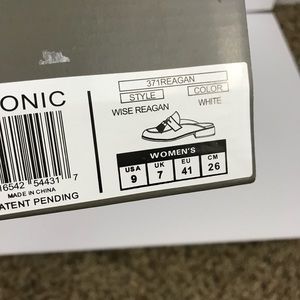 371REAGAN
ONIC
STYLE COLOR
WISE REAGAN WHITE
WOMEN'S
USA UK EUR CM
9 7 41 26
16542 54431 7
MADE IN CHINA
ATENT PENDING